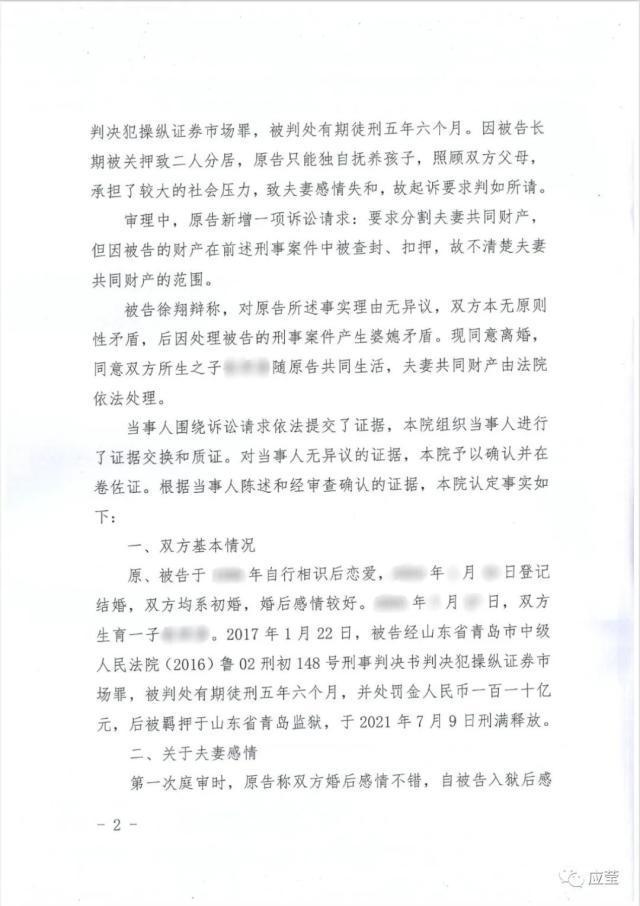 判决犯操纵证券市场罪，被判处有期徒刑五年六个月。因被告长
期被关押致二人分居，原告只能独自抚养孩子，照顾双方父母，
承担了较大的社会压力，致夫妻感情失和，故起诉要求判如所请。
审理中，原告新增一项诉讼请求：要求分割夫妻共同财产，
但因被告的财产在前述刑事案件中被查封、扣押，故不清楚夫妻
共同财产的范围。
被告徐翔辩称，对原告所述事实理由无异议，双方本无原则
性矛盾，后因处理被告的刑事案件产生婆媳矛盾。现同意离婚，
同意双方所生之子随原告共同生活，夫妻共同财产由法院
依法处理。
当事人围绕诉讼请求依法提交了证据，本院组织当事人进行
了证据交换和质证。对当事人无异议的证据，本院予以确认并在
卷佐证。根据当事人陈述和经审查确认的证据，本院认定事实如
下：
一、双方基本情况
原、被告于 年自行相识后恋爱， 年 月 日登记
结婚，双方均系初婚，婚后感情较好。 年 月 日，双方
生育一子 。2017年1月22日，被告经山东省青岛市中级
人民法院（2016）鲁02刑初148号刑事判决书判决犯操纵证券市
场罪，被判处有期徒刑五年六个月，并处罚金人民币一百一十亿
元，后被羁押于山东省青岛监狱，于2021年7月9日刑满释放。
二、关于夫妻感情
第一次庭审时，原告称双方婚后感情不错，自被告入狱后感
- 2 -
应莹